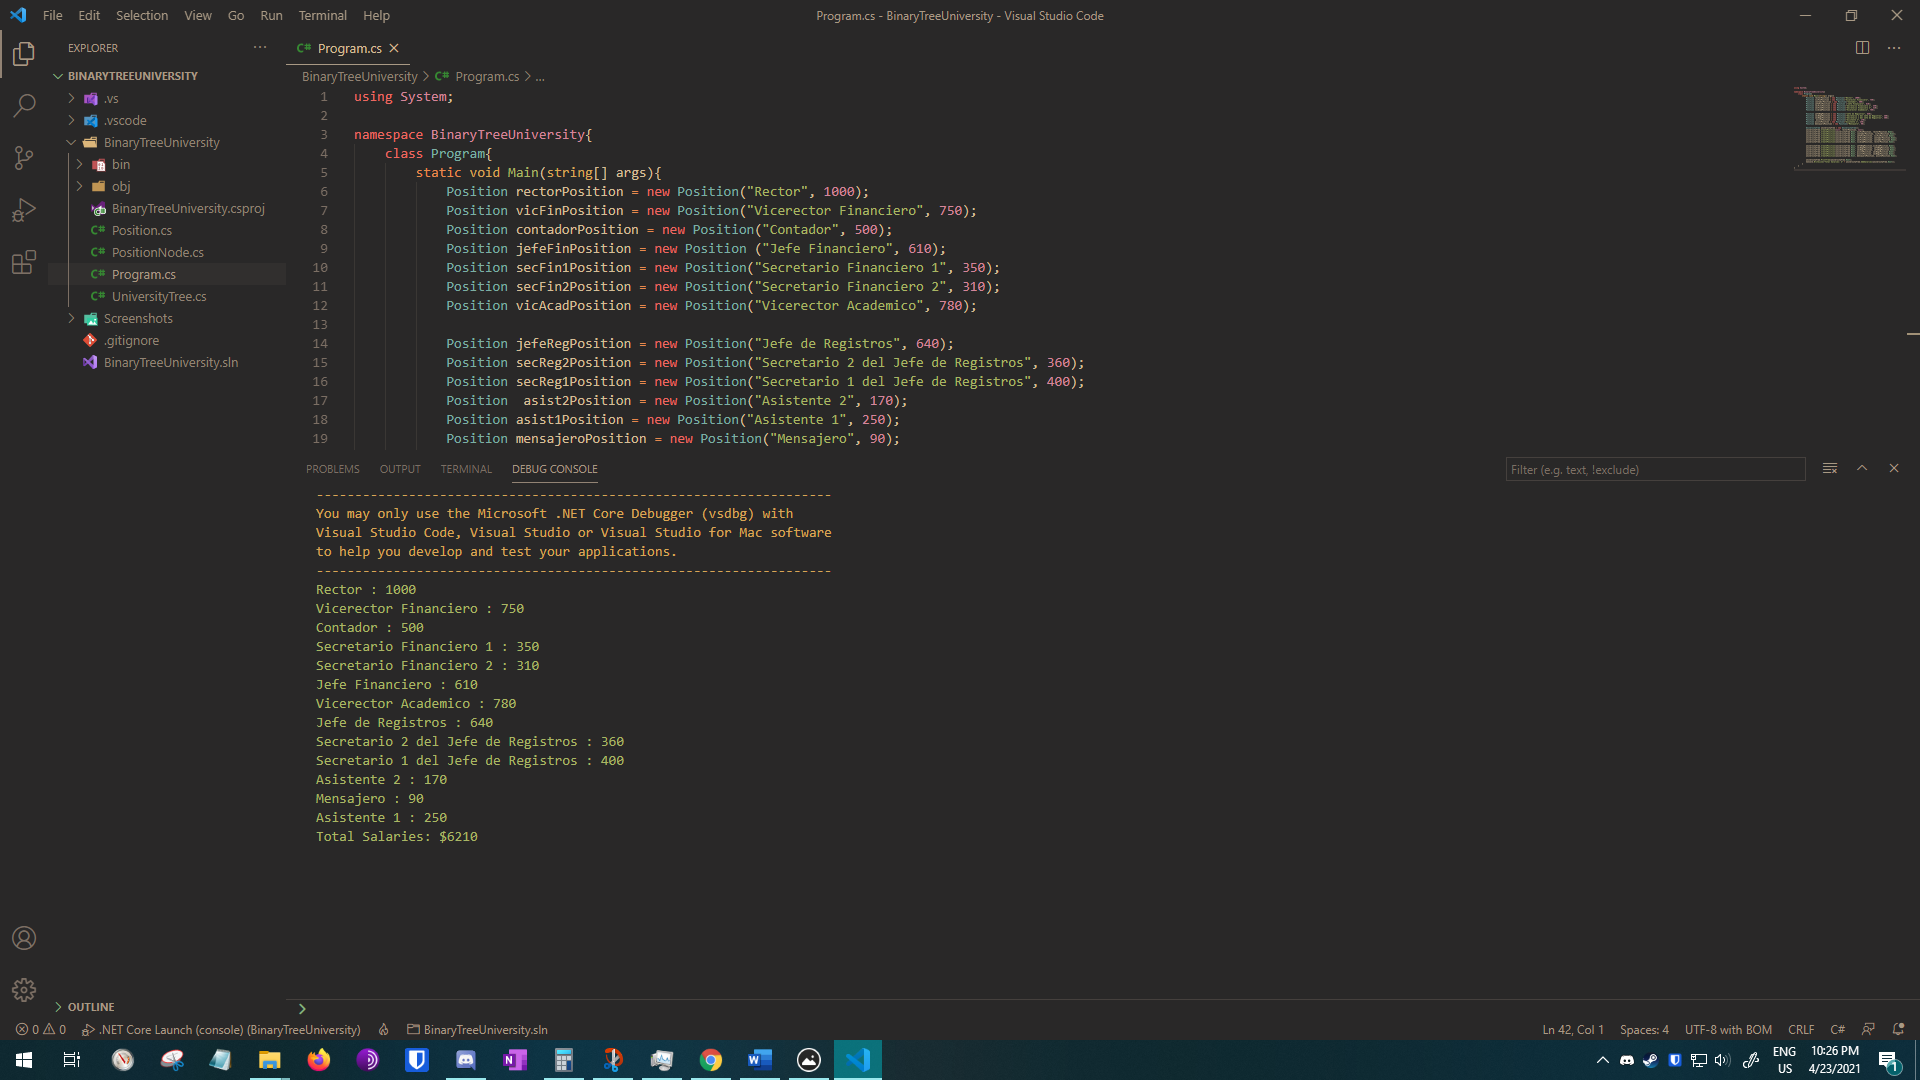 File Edit Selection View Go Run Terminal Help
Program.cs - BinaryTreeUniversity - Visual Studio Code
EXPLORER
BINARYTREEUNIVERSITY
.vs
.vscode
BinaryTreeUniversity
bin
obj
BinaryTreeUniversity.csproj
C# Position.cs
C# PositionNode.cs
C# Program.cs
C# UniversityTree.cs
Screenshots
.gitignore
BinaryTreeUniversity.sln
OUTLINE
C# Program.cs
BinaryTreeUniversity > C# Program.cs > ...
1 using System;
2
3 namespace BinaryTreeUniversity{
4 class Program{
5 static void Main(string[] args){
6 Position rectorPosition = new Position("Rector", 1000);
7 Position vicFinPosition = new Position("Vicerector Financiero", 750);
8 Position contadorPosition = new Position("Contador", 500);
9 Position jefeFinPosition = new Position ("Jefe Financiero", 610);
10 Position secFin1Position = new Position("Secretario Financiero 1", 350);
11 Position secFin2Position = new Position("Secretario Financiero 2", 310);
12 Position vicAcadPosition = new Position("Vicerector Academico", 780);
13
14 Position jefeRegPosition = new Position("Jefe de Registros", 640);
15 Position secReg2Position = new Position("Secretario 2 del Jefe de Registros", 360);
16 Position secReg1Position = new Position("Secretario 1 del Jefe de Registros", 400);
17 Position  asist2Position = new Position("Asistente 2", 170);
18 Position asist1Position = new Position("Asistente 1", 250);
19 Position mensajeroPosition = new Position("Mensajero", 90);
PROBLEMS OUTPUT TERMINAL DEBUG CONSOLE
Filter (e.g. text, !exclude)
-------------------------------------------------------------------
You may only use the Microsoft .NET Core Debugger (vsdbg) with
Visual Studio Code, Visual Studio or Visual Studio for Mac software
to help you develop and test your applications.
-------------------------------------------------------------------
Rector : 1000
Vicerector Financiero : 750
Contador : 500
Secretario Financiero 1 : 350
Secretario Financiero 2 : 310
Jefe Financiero : 610
Vicerector Academico : 780
Jefe de Registros : 640
Secretario 2 del Jefe de Registros : 360
Secretario 1 del Jefe de Registros : 400
Asistente 2 : 170
Mensajero : 90
Asistente 1 : 250
Total Salaries: $6210
0 0 .NET Core Launch (console) (BinaryTreeUniversity) BinaryTreeUniversity.sln
Ln 42, Col 1 Spaces: 4 UTF-8 with BOM CRLF C#
ENG
US
10:26 PM
4/23/2021
1